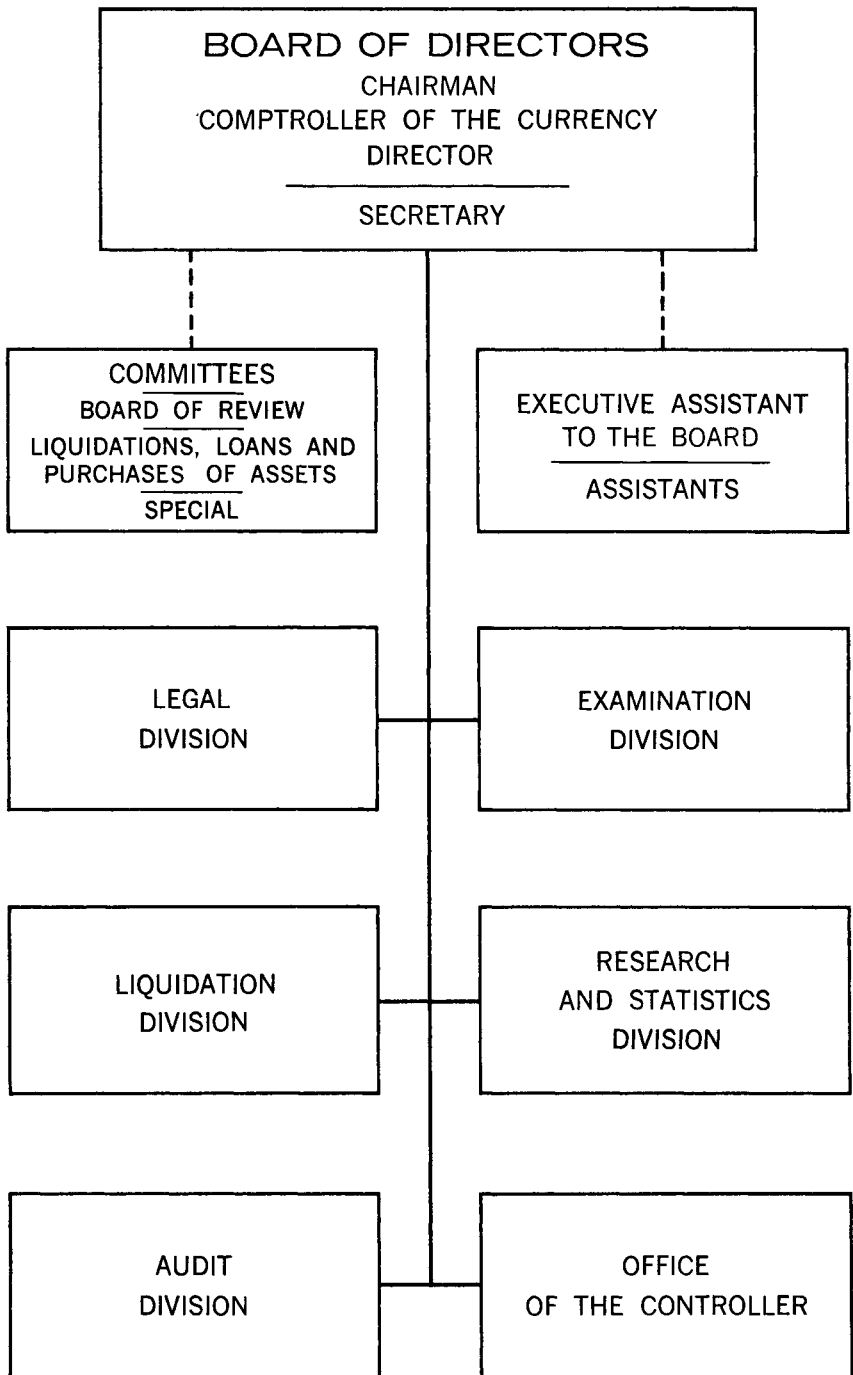 BOARD OF DIRECTORS
CHAIRMAN
COMPTROLLER OF THE CURRENCY
DIRECTOR
SECRETARY
COMMITTEES
BOARD OF REVIEW
LIQUIDATIONS, LOANS AND
PURCHASES OF ASSETS
SPECIAL
EXECUTIVE ASSISTANT
TO THE BOARD
ASSISTANTS
LEGAL
DIVISION
EXAMINATION
DIVISION
LIQUIDATION
DIVISION
RESEARCH
AND STATISTICS
DIVISION
AUDIT
DIVISION
OFFICE
OF THE CONTROLLER